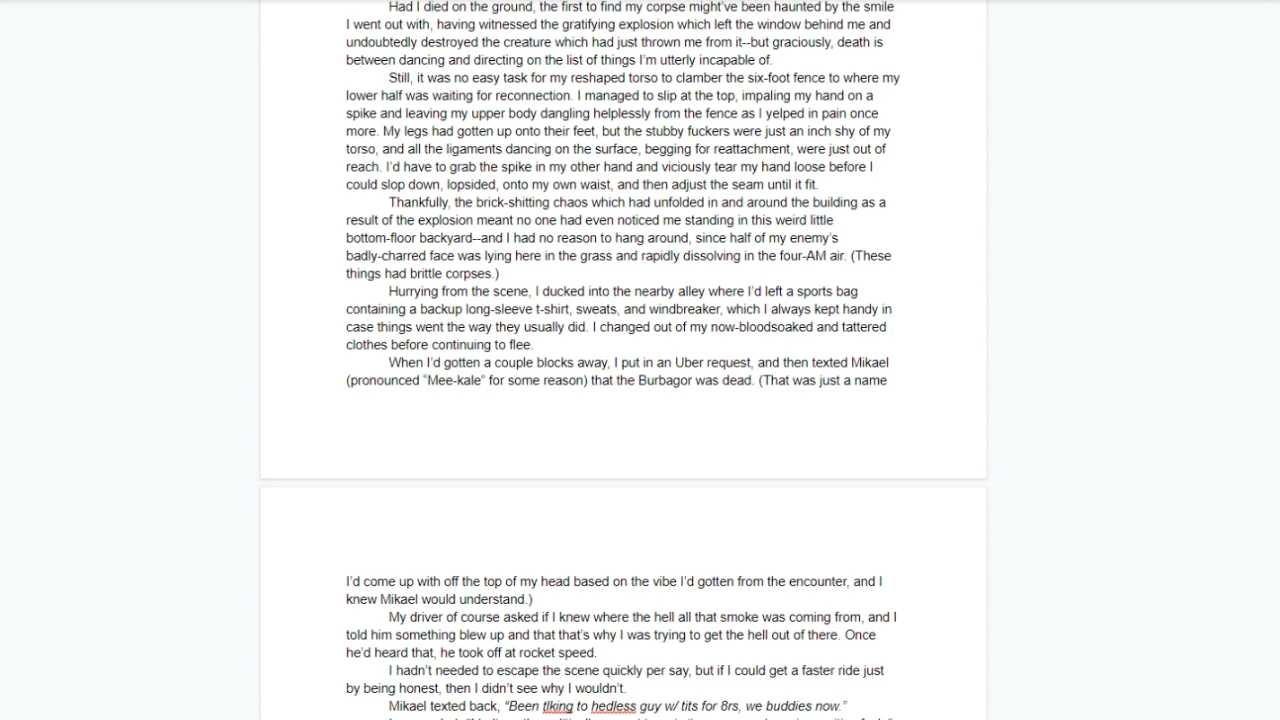 Had I died on the ground, the first to find my corpse might've been haunted by the smile
I went out with, having witnessed the gratifying explosion which left the window behind me and
undoubtedly destroyed the creature which had just thrown me from it--but graciously, death is
between dancing and directing on the list of things I'm utterly incapable of.
Still, it was no easy task for my reshaped torso to clamber the six-foot fence to where my
lower half was waiting for reconnection. I managed to slip at the top, impaling my hand on a
spike and leaving my upper body dangling helplessly from the fence as I yelped in pain once
more. My legs had gotten up onto their feet, but the stubby fuckers were just an inch shy of my
torso, and all the ligaments dancing on the surface, begging for reattachment, were just out of
reach. I'd have to grab the spike in my other hand and viciously tear my hand loose before I
could slop down, lopsided, onto my own waist, and then adjust the seam until it fit.
Thankfully, the brick-shitting chaos which had unfolded in and around the building as a
result of the explosion meant no one had even noticed me standing in this weird little
bottom-floor backyard--and I had no reason to hang around, since half of my enemy's
badly-charred face was lying here in the grass and rapidly dissolving in the four-AM air. (These
things had brittle corpses.)
Hurrying from the scene, I ducked into the nearby alley where I'd left a sports bag
containing a backup long-sleeve t-shirt, sweats, and windbreaker, which I always kept handy in
case things went the way they usually did. I changed out of my now-bloodsoaked and tattered
clothes before continuing to flee.
When I'd gotten a couple blocks away, I put in an Uber request, and then texted Mikael
(pronounced "Mee-kale" for some reason) that the Burbagor was dead. (That was just a name
I'd come up with off the top of my head based on the vibe I'd gotten from the encounter, and I
knew Mikael would understand.)
My driver of course asked if I knew where the hell all that smoke was coming from, and I
told him something blew up and that that's why I was trying to get the hell out of there. Once
he'd heard that, he took off at rocket speed.
I hadn't needed to escape the scene quickly per say, but if I could get a faster ride just
by being honest, then I didn't see why I wouldn't.
Mikael texted back, "Been tlking to hedless guy w/ tits for 8rs, we buddies now."